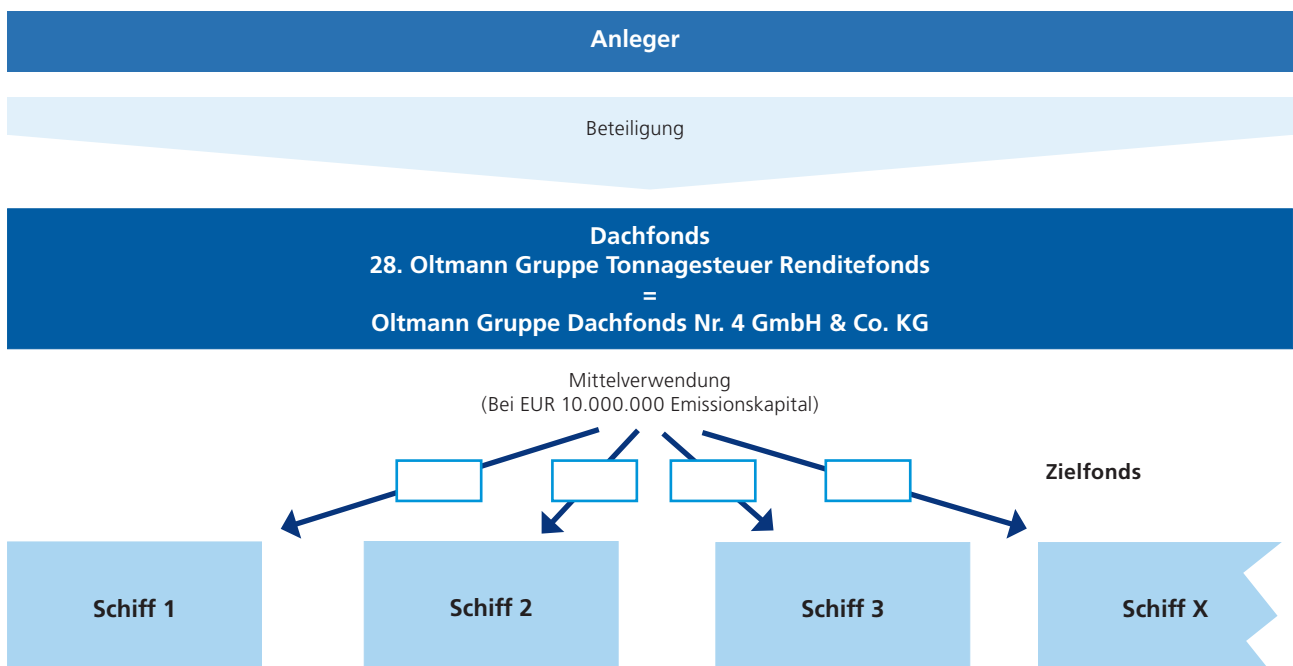 Anleger
Beteiligung
Dachfonds
28. Oltmann Gruppe Tonnagesteuer Renditefonds
=
Oltmann Gruppe Dachfonds Nr. 4 GmbH & Co. KG
Mittelverwendung
(Bei EUR 10.000.000 Emissionskapital)
Zielfonds
Schiff 1
Schiff 2
Schiff 3
Schiff X